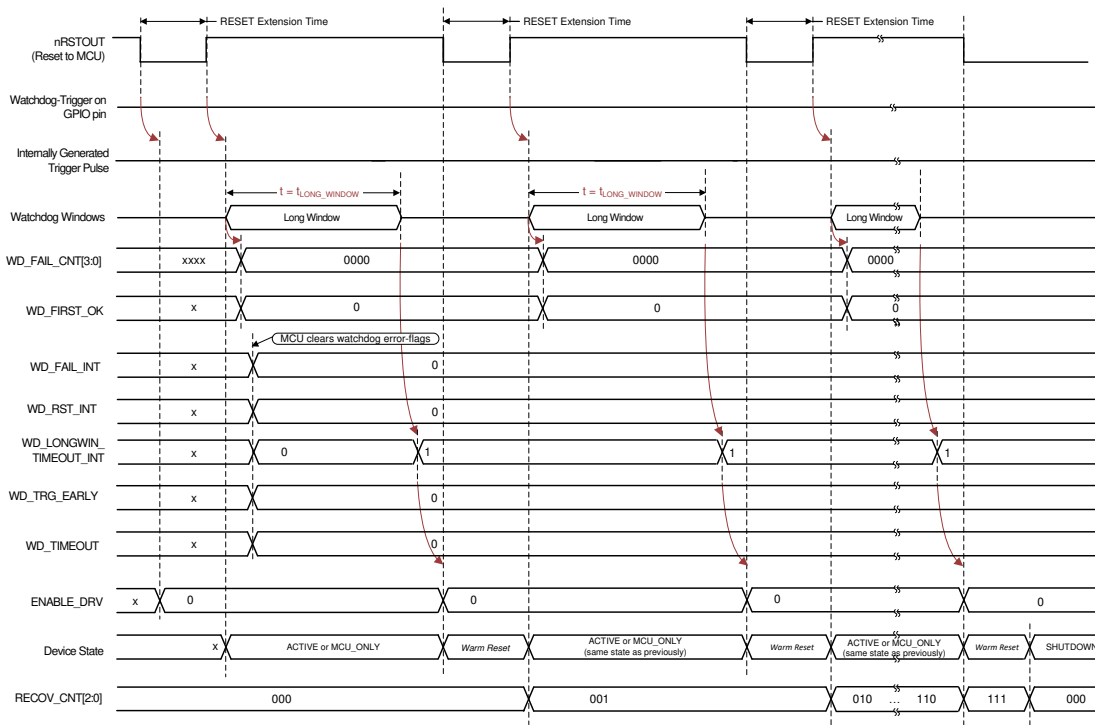 RESET Extension Time RESET Extension Time RESET Extension Time
nRSTOUT
(Reset to MCU)
Watchdog-Trigger on
GPIO pin
Internally Generated
Trigger Pulse
t = tLONG_WINDOW t = tLONG_WINDOW
Watchdog Windows Long Window Long Window Long Window
WD_FAIL_CNT[3:0] xxxx 0000 0000 0000
WD_FIRST_OK x 0 0 0
MCU clears watchdog error-flags
WD_FAIL_INT x 0
WD_RST_INT x 0
WD_LONGWIN_
TIMEOUT_INT x 0 1 1 1
WD_TRG_EARLY x 0
WD_TIMEOUT x 0
ENABLE_DRV x 0 0 0 0
Device State x ACTIVE or MCU_ONLY Warm Reset ACTIVE or MCU_ONLY
(same state as previously) Warm Reset ACTIVE or MCU_ONLY
(same state as previously) Warm Reset SHUTDOWN
RECOV_CNT[2:0] 000 001 010 ... 110 111 000